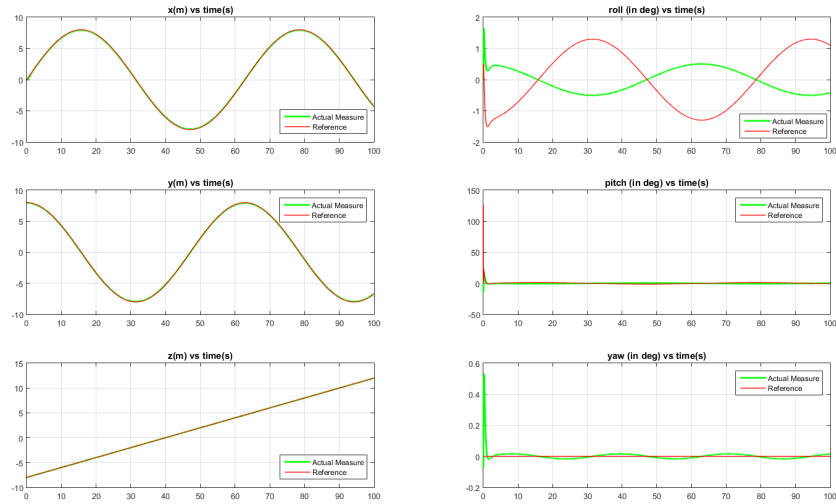 x(m) vs time(s)
10
5
0
-5
-10
0 10 20 30 40 50 60 70 80 90 100
Actual Measure
Reference
roll (in deg) vs time(s)
2
1
0
-1
-2
0 10 20 30 40 50 60 70 80 90 100
Actual Measure
Reference
y(m) vs time(s)
10
5
0
-5
-10
0 10 20 30 40 50 60 70 80 90 100
Actual Measure
Reference
pitch (in deg) vs time(s)
150
100
50
0
-50
0 10 20 30 40 50 60 70 80 90 100
Actual Measure
Reference
z(m) vs time(s)
15
10
5
0
-5
-10
0 10 20 30 40 50 60 70 80 90 100
Actual Measure
Reference
yaw (in deg) vs time(s)
0.6
0.4
0.2
0
-0.2
0 10 20 30 40 50 60 70 80 90 100
Actual Measure
Reference